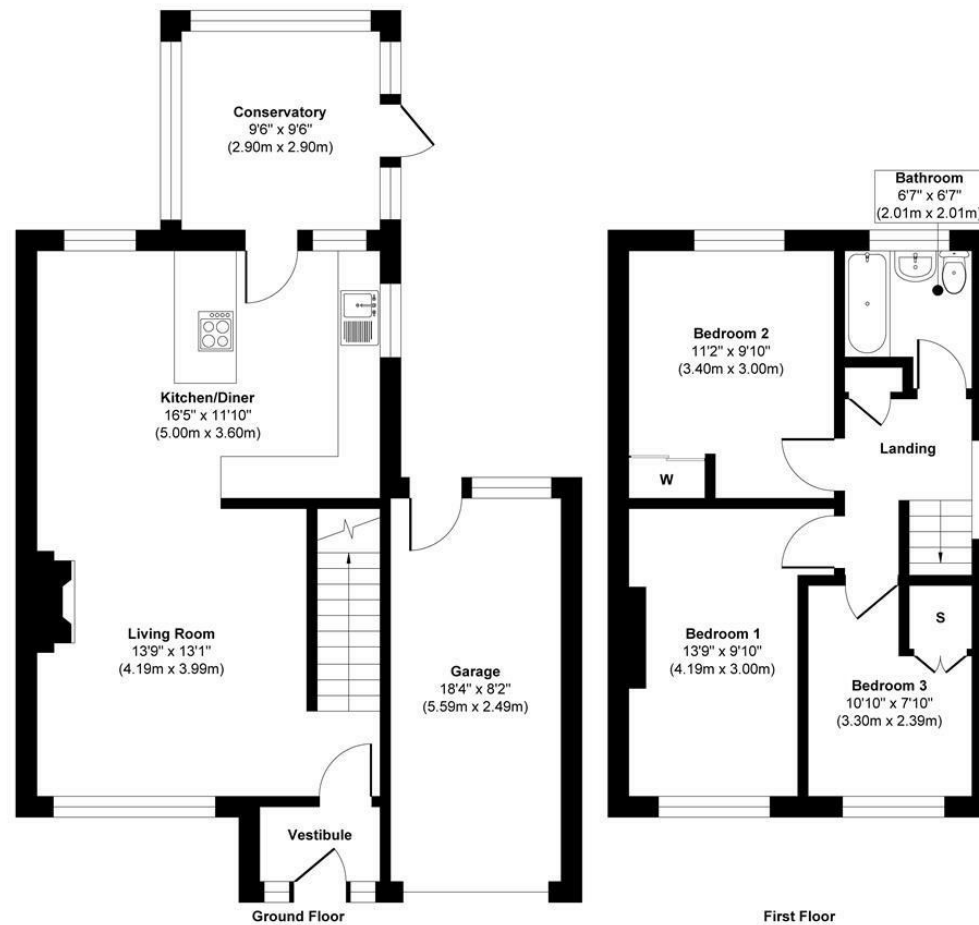 Conservatory
9'6" x 9'6"
(2.90m x 2.90m)
Kitchen/Diner
16'5" x 11'10"
(5.00m x 3.60m)
Living Room
13'9" x 13'1"
(4.19m x 3.99m)
Garage
18'4" x 8'2"
(5.59m x 2.49m)
Vestibule
Ground Floor
Bathroom
6'7" x 6'7"
(2.01m x 2.01m)
Bedroom 2
11'2" x 9'10"
(3.40m x 3.00m)
W
Landing
Bedroom 1
13'9" x 9'10"
(4.19m x 3.00m)
S
Bedroom 3
10'10" x 7'10"
(3.30m x 2.39m)
First Floor